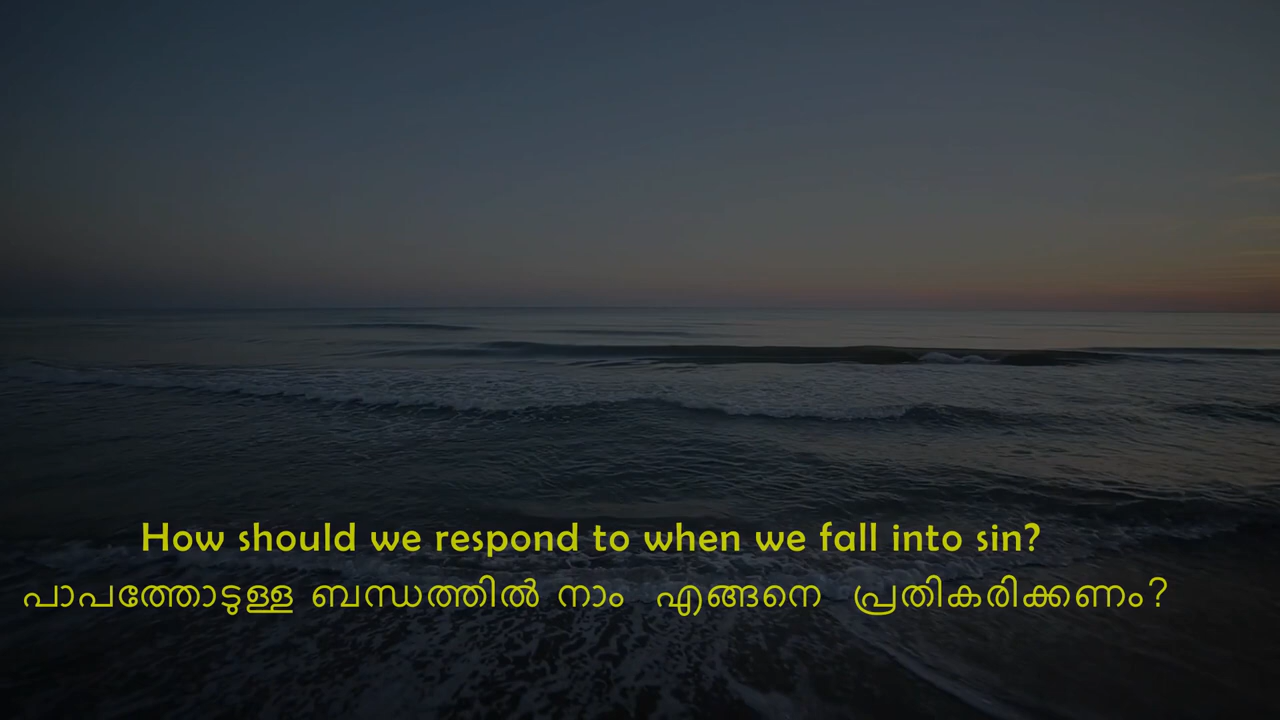 How should we respond to when we fall into sin?
പാപത്തോടുള്ള ബന്ധത്തിൽ നാം എങ്ങനെ പ്രതികരിക്കണം?